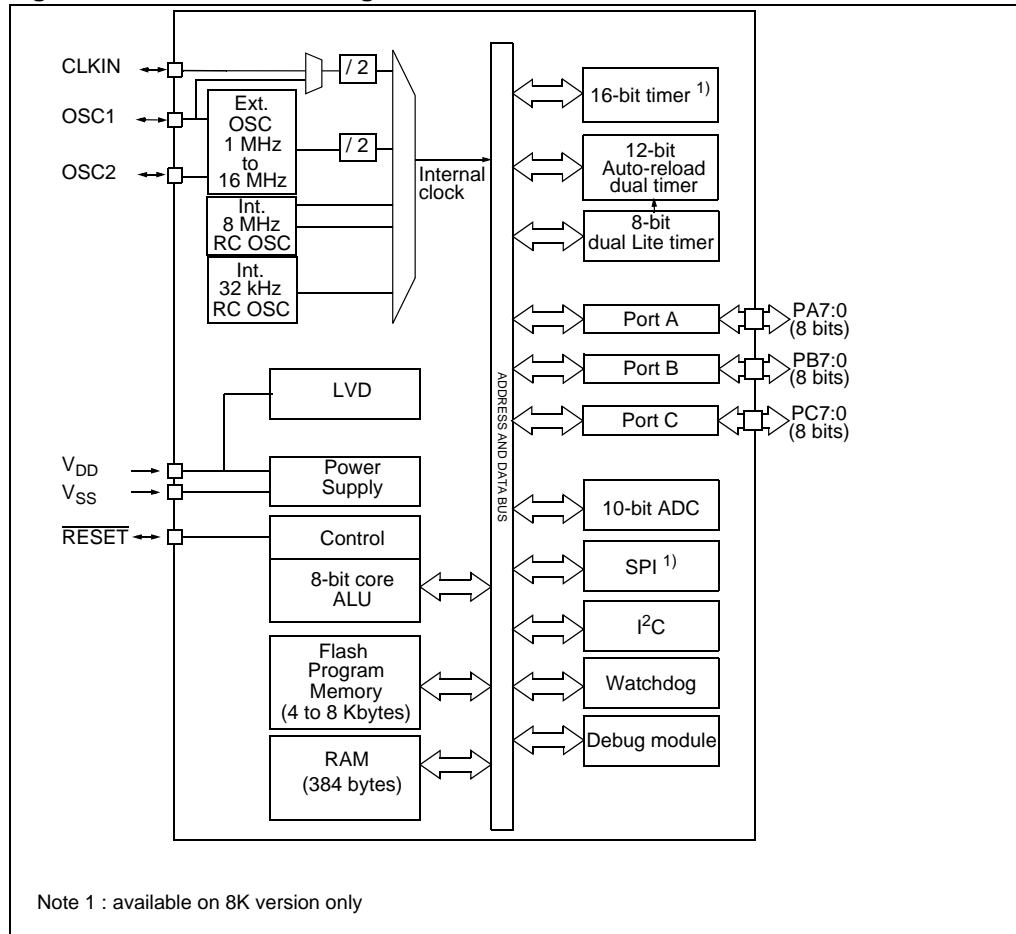 CLKIN
/ 2
OSC1
Ext.
OSC
1 MHz
to
16 MHz
/ 2
OSC2
Internal
clock
Int.
8 MHz
RC OSC
Int.
32 kHz
RC OSC
LVD
VDD
VSS
Power
Supply
RESET
Control
8-bit core
ALU
Flash
Program
Memory
(4 to 8 Kbytes)
RAM
(384 bytes)
ADDRESS AND DATA BUS
16-bit timer 1)
12-bit
Auto-reload
dual timer
8-bit
dual Lite timer
Port A
PA7:0
(8 bits)
Port B
PB7:0
(8 bits)
Port C
PC7:0
(8 bits)
10-bit ADC
SPI 1)
I2C
Watchdog
Debug module
Note 1 : available on 8K version only